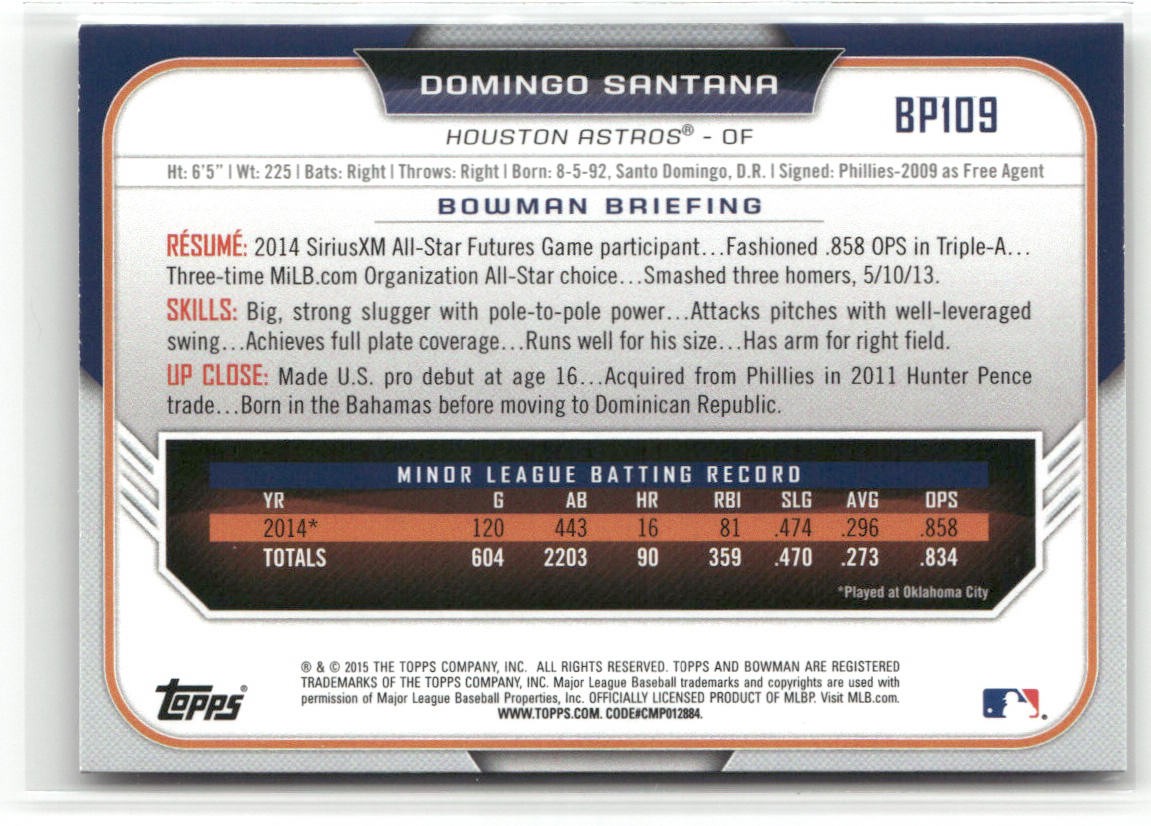 DOMINGO SANTANA
BP109
HOUSTON ASTROS® - OF
Ht: 6'5" | Wt: 225 | Bats: Right | Throws: Right | Born: 8-5-92, Santo Domingo, D.R. | Signed: Phillies-2009 as Free Agent
BOWMAN BRIEFING
RÉSUMÉ: 2014 SiriusXM All-Star Futures Game participant...Fashioned .858 OPS in Triple-A...
Three-time MiLB.com Organization All-Star choice...Smashed three homers, 5/10/13.
SKILLS: Big, strong slugger with pole-to-pole power...Attacks pitches with well-leveraged
swing...Achieves full plate coverage...Runs well for his size...Has arm for right field.
UP CLOSE: Made U.S. pro debut at age 16...Acquired from Phillies in 2011 Hunter Pence
trade...Born in the Bahamas before moving to Dominican Republic.
MINOR LEAGUE BATTING RECORD
YR G AB HR RBI SLG AVG OPS
2014* 120 443 16 81 .474 .296 .858
TOTALS 604 2203 90 359 .470 .273 .834
*Played at Oklahoma City
® & © 2015 THE TOPPS COMPANY, INC. ALL RIGHTS RESERVED. TOPPS AND BOWMAN ARE REGISTERED
TRADEMARKS OF THE TOPPS COMPANY, INC. Major League Baseball trademarks and copyrights are used with
permission of Major League Baseball Properties, Inc. OFFICIALLY LICENSED PRODUCT OF MLBP. Visit MLB.com.
WWW.TOPPS.COM. CODE#CMP012884.
Topps®